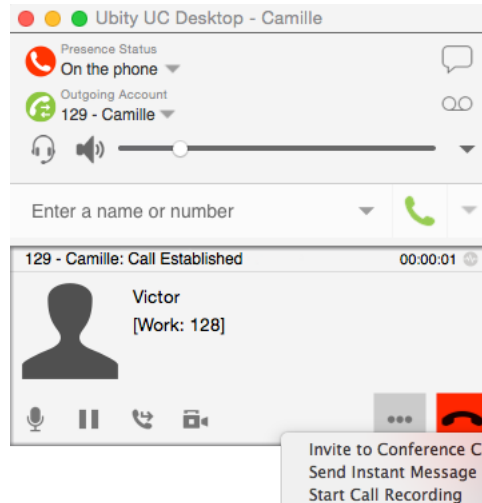 Ubity UC Desktop - Camille
Presence Status
On the phone
Outgoing Account
129 - Camille
Enter a name or number
129 - Camille: Call Established 00:00:01
Victor
[Work: 128]
Invite to Conference C
Send Instant Message
Start Call Recording